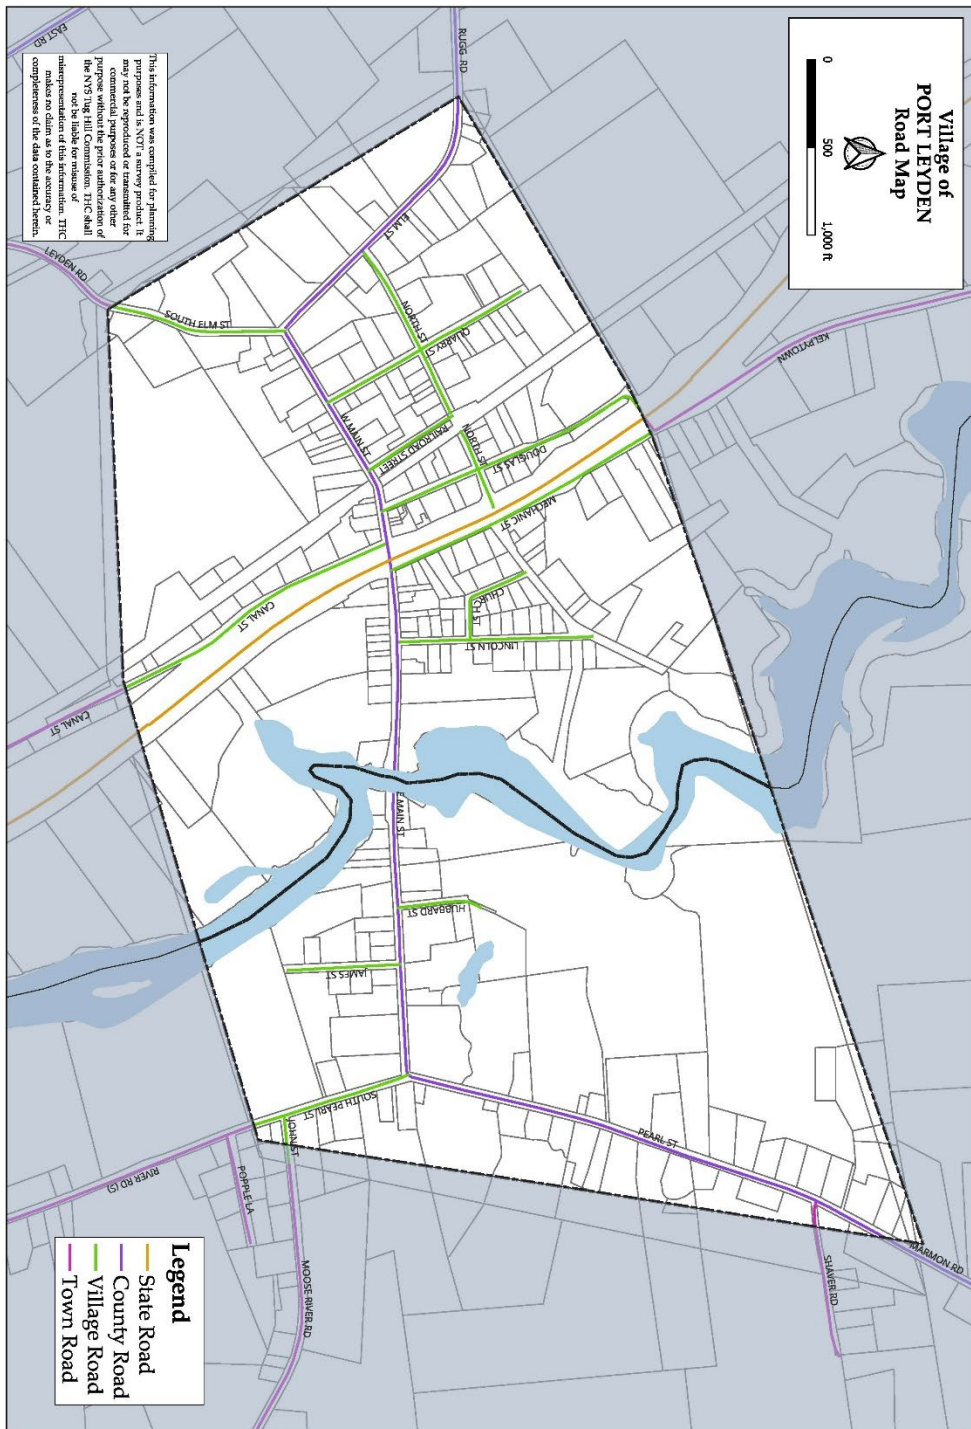 Village of
PORT LEYDEN
Road Map
0
500
1,000 ft
This information was compiled for planning
purposes and is NOT a survey product. It
may not be reproduced or transmitted for
commercial purposes or for any other
purpose without the prior authorization of
the NYS Tug Hill Commission. THC shall
not be liable for misuse of
misrepresentation of this information. THC
makes no claim as to the accuracy or
completeness of the data contained herein.
EAST RD
RUGG RD
ELM ST
LEYDEN RD
SOUTH ELM ST
NORTH ST
QUARRY ST
W MAIN ST
RAILROAD STREET
NORTH ST
DOUGLAS ST
KELPYTOWN
MECHANIC ST
CANAL ST
CANAL ST
CHURCH ST
LINCOLN ST
E MAIN ST
HUBBARD ST
JAMES ST
SOUTH PEARL ST
JOHN ST
PEARL ST
RIVER RD (S)
POPPLE LA
MOOSE RIVER RD
SHAVER RD
MARMON RD
Legend
State Road
County Road
Village Road
Town Road